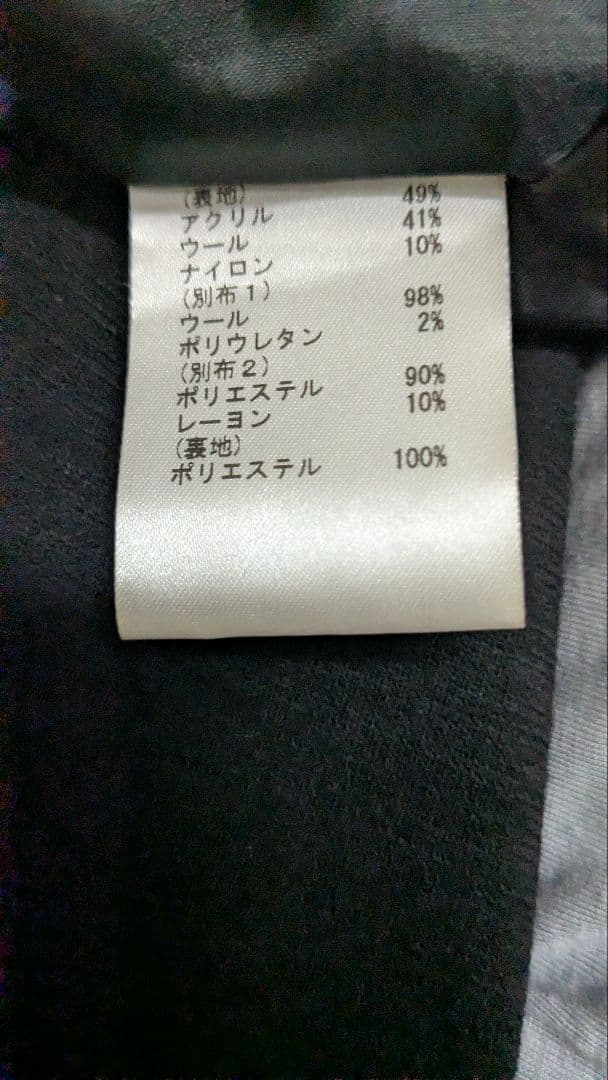 (表地)
アクリル 49%
ウール 41%
ナイロン 10%
(別布1)
ウール 98%
ポリウレタン 2%
(別布2)
ポリエステル 90%
レーヨン 10%
(裏地)
ポリエステル 100%